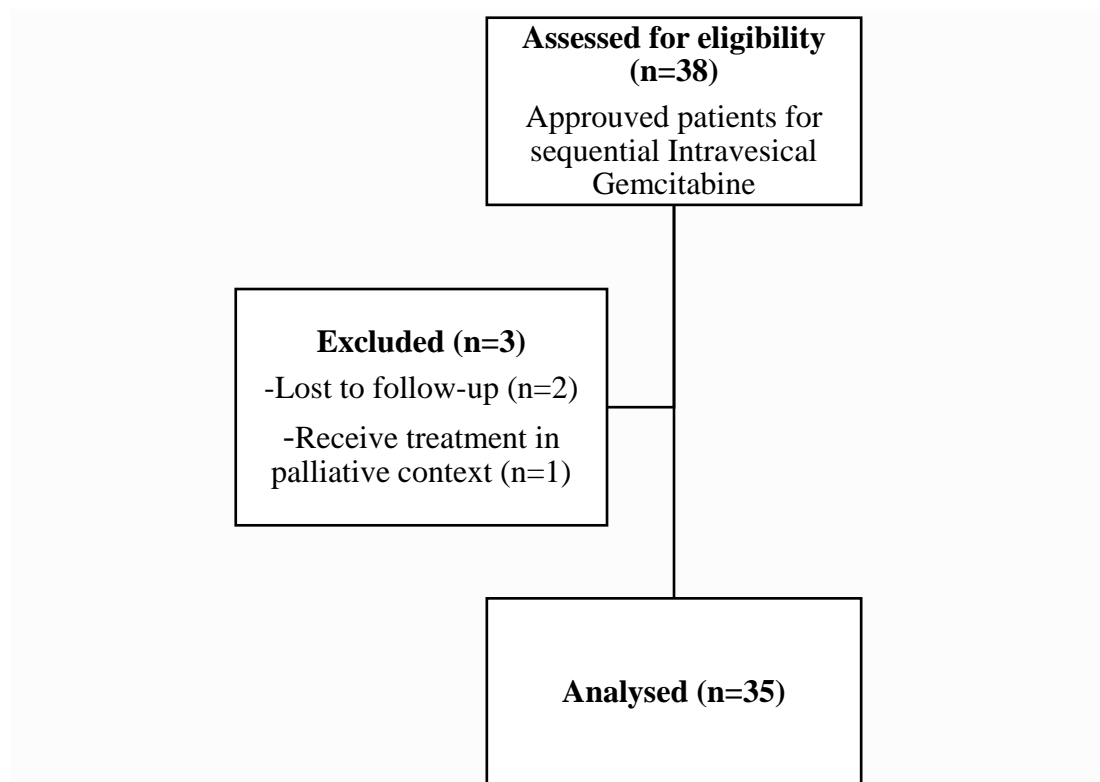 Assessed for eligibility
(n=38)
Approuved patients for
sequential Intravesical
Gemcitabine
Excluded (n=3)
-Lost to follow-up (n=2)
-Receive treatment in
palliative context (n=1)
Analysed (n=35)